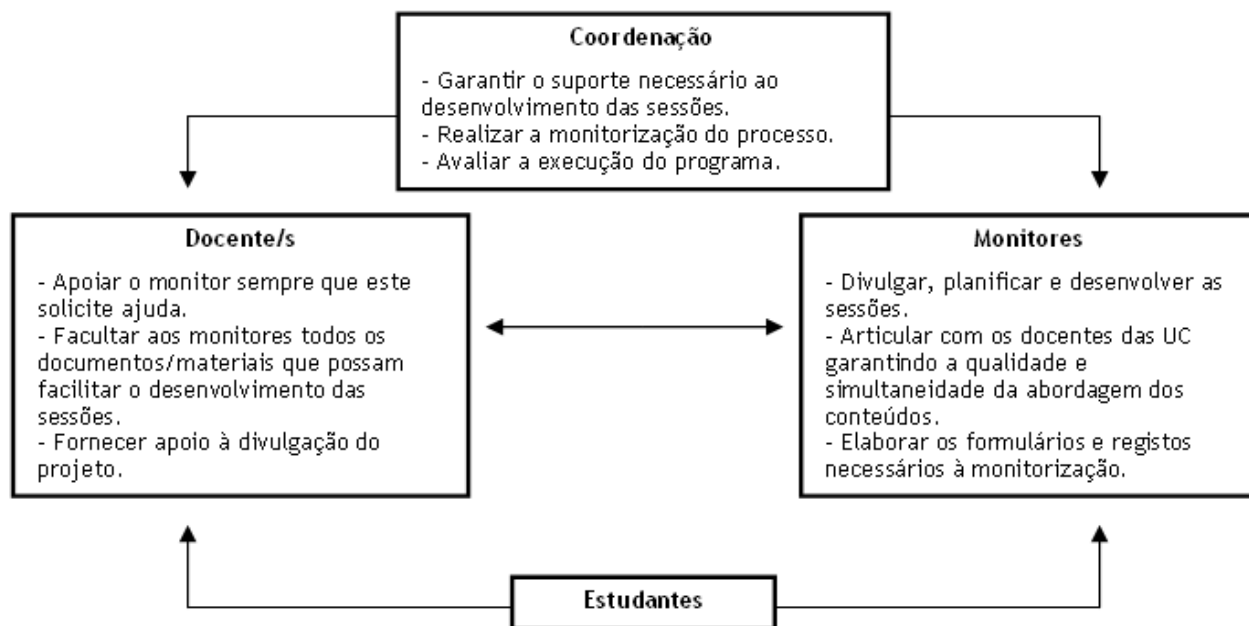 Coordenação
- Garantir o suporte necessário ao
desenvolvimento das sessões.
- Realizar a monitorização do processo.
- Avaliar a execução do programa.
Docente/s
- Apoiar o monitor sempre que este
solicite ajuda.
- Facultar aos monitores todos os
documentos/materiais que possam
facilitar o desenvolvimento das
sessões.
- Fornecer apoio à divulgação do
projeto.
Monitores
- Divulgar, planificar e desenvolver as
sessões.
- Articular com os docentes das UC
garantindo a qualidade e
simultaneidade da abordagem dos
conteúdos.
- Elaborar os formulários e registos
necessários à monitorização.
Estudantes